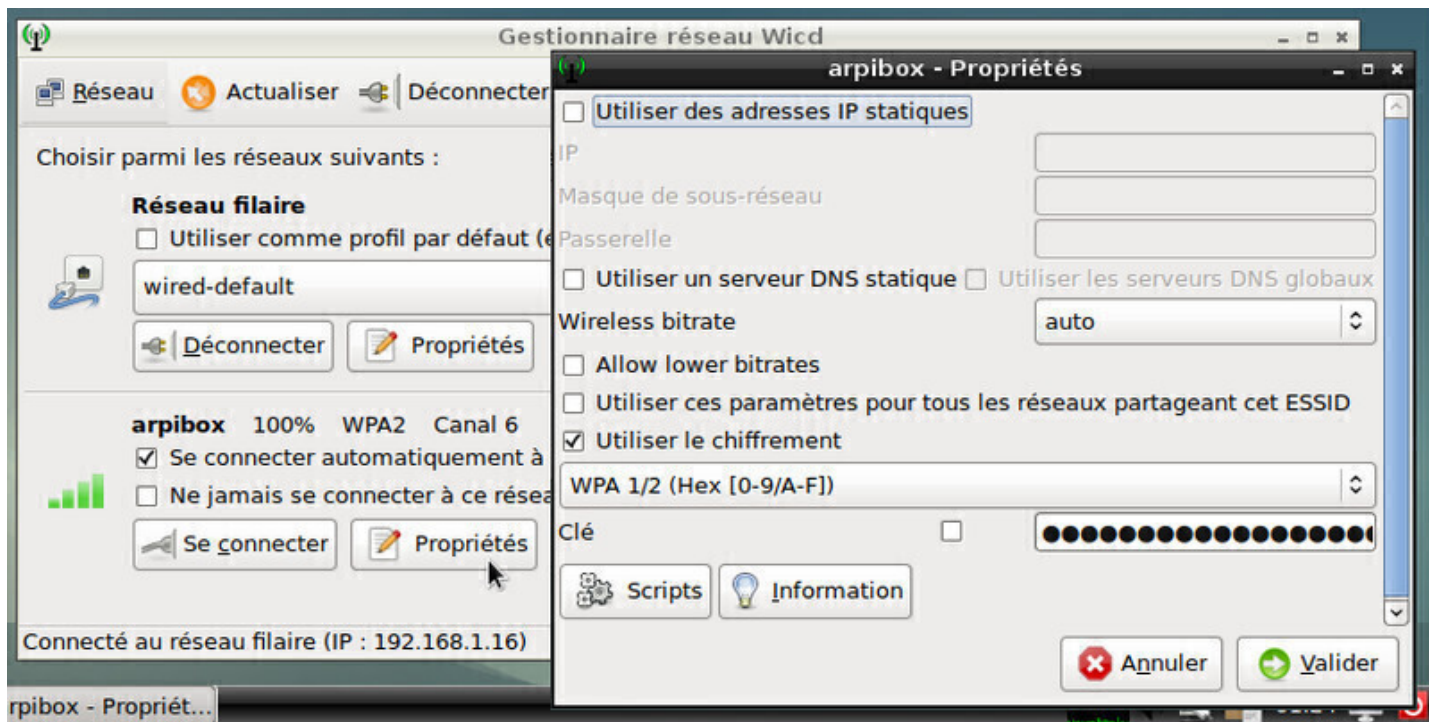 Gestionnaire réseau Wicd
Réseau Actualiser Déconnecter
Choisir parmi les réseaux suivants :
Réseau filaire
Utiliser comme profil par défaut
wired-default
Déconnecter Propriétés
arpibox 100% WPA2 Canal 6
Se connecter automatiquement à
Ne jamais se connecter à ce
Se connecter Propriétés
Connecté au réseau filaire (IP : 192.168.1.16)
arpibox - Propriétés
Utiliser des adresses IP statiques
IP
Masque de sous-réseau
Passerelle
Utiliser un serveur DNS statique Utiliser les serveurs DNS globaux
Wireless bitrate auto
Allow lower bitrates
Utiliser ces paramètres pour tous les réseaux partageant cet ESSID
Utiliser le chiffrement
WPA 1/2 (Hex [0-9/A-F])
Clé
Scripts Information
Annuler Valider
rpibox - Propriét...